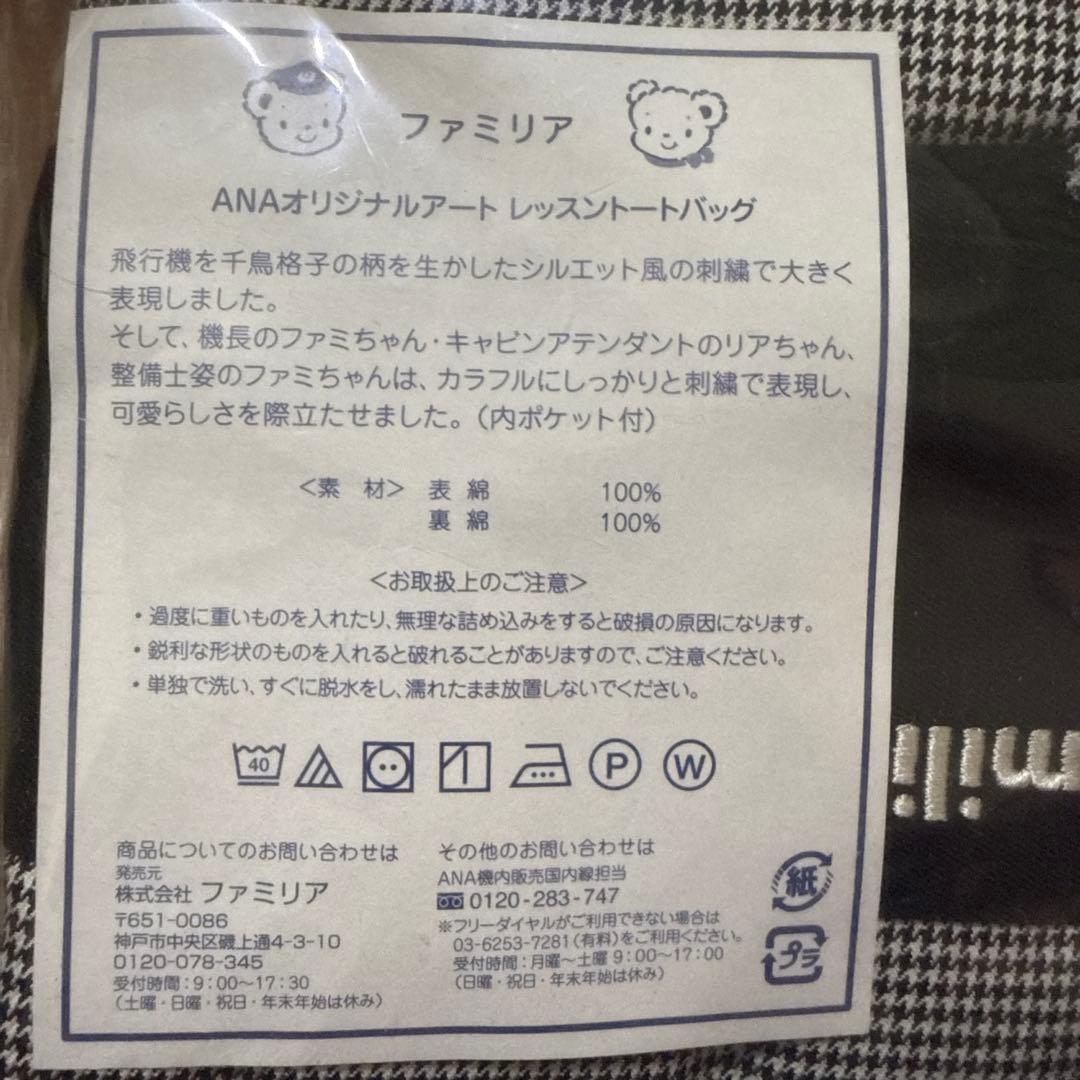 ファミリア
ANAオリジナルアート レッスントートバッグ
飛行機を千鳥格子の柄を生かしたシルエット風の刺繍で大きく
表現しました。
そして、機長のファミちゃん・キャビンアテンダントのリアちゃん、
整備士姿のファミちゃんは、カラフルにしっかりと刺繍で表現し、
可愛らしさを際立たせました。(内ポケット付)
<素 材> 表 綿 100%
裏 綿 100%
<お取扱上のご注意>
・過度に重いものを入れたり、無理な詰め込みをすると破損の原因になります。
・鋭利な形状のものを入れると破れることがありますので、ご注意ください。
・単独で洗い、すぐに脱水をし、濡れたまま放置しないでください。
40 P W
商品についてのお問い合わせは
発売元
株式会社 ファミリア
〒651-0086
神戸市中央区磯上通4-3-10
0120-078-345
受付時間:9:00～17:30
(土曜・日曜・祝日・年末年始は休み)
その他のお問い合わせは
ANA機内販売国内線担当
0120-283-747
※フリーダイヤルがご利用できない場合は
03-6253-7281(有料)をご利用ください。
受付時間:月曜～土曜 9:00～17:00
(日曜・祝日・年末年始は休み)
紙
プラ
mili